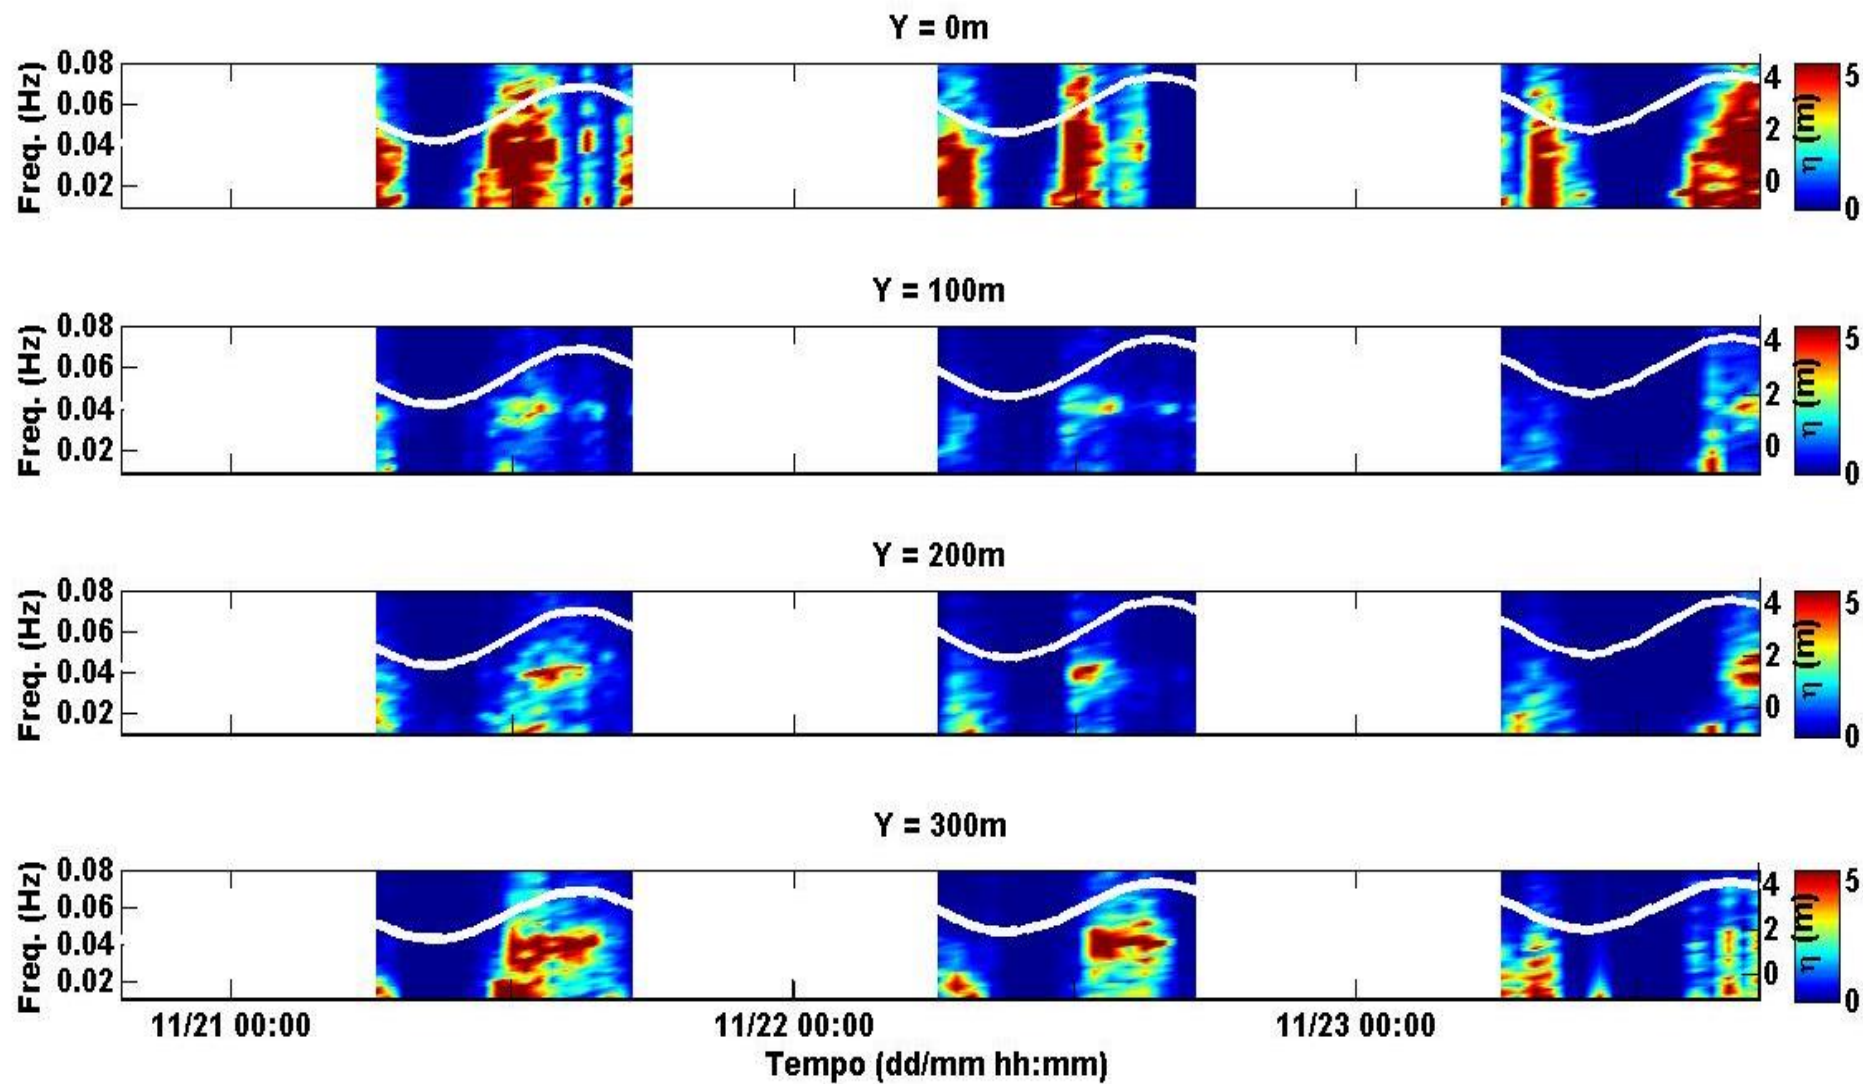 Y = 0m
Freq. (Hz)
0.08
0.06
0.04
0.02
4
2
0
η (m)
5
0
Y = 100m
Freq. (Hz)
0.08
0.06
0.04
0.02
4
2
0
η (m)
5
0
Y = 200m
Freq. (Hz)
0.08
0.06
0.04
0.02
4
2
0
η (m)
5
0
Y = 300m
Freq. (Hz)
0.08
0.06
0.04
0.02
4
2
0
η (m)
5
0
11/21 00:00 11/22 00:00 11/23 00:00
Tempo (dd/mm hh:mm)